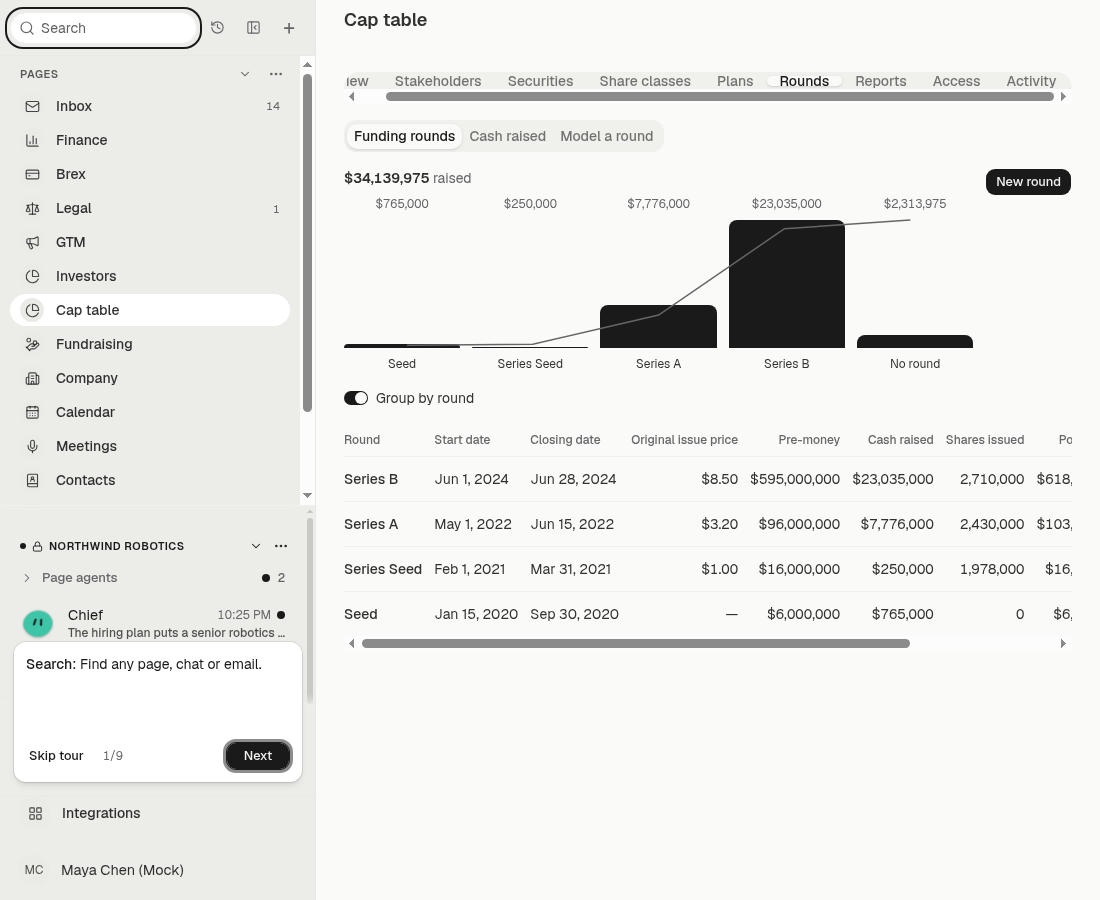 Search
PAGES
Inbox 14
Finance
Brex
Legal 1
GTM
Investors
Cap table
Fundraising
Company
Calendar
Meetings
Contacts
NORTHWIND ROBOTICS
Page agents 2
Chief 10:25 PM
The hiring plan puts a senior robotics ...
Search: Find any page, chat or email.
Skip tour 1/9 Next
Integrations
MC Maya Chen (Mock)
Cap table
iew Stakeholders Securities Share classes Plans Rounds Reports Access Activity
Funding rounds Cash raised Model a round
$34,139,975 raised
New round
$765,000 $250,000 $7,776,000 $23,035,000 $2,313,975
Seed Series Seed Series A Series B No round
Group by round
Round Start date Closing date Original issue price Pre-money Cash raised Shares issued Po
Series B Jun 1, 2024 Jun 28, 2024 $8.50 $595,000,000 $23,035,000 2,710,000 $618,
Series A May 1, 2022 Jun 15, 2022 $3.20 $96,000,000 $7,776,000 2,430,000 $103,
Series Seed Feb 1, 2021 Mar 31, 2021 $1.00 $16,000,000 $250,000 1,978,000 $16,
Seed Jan 15, 2020 Sep 30, 2020 — $6,000,000 $765,000 0 $6,